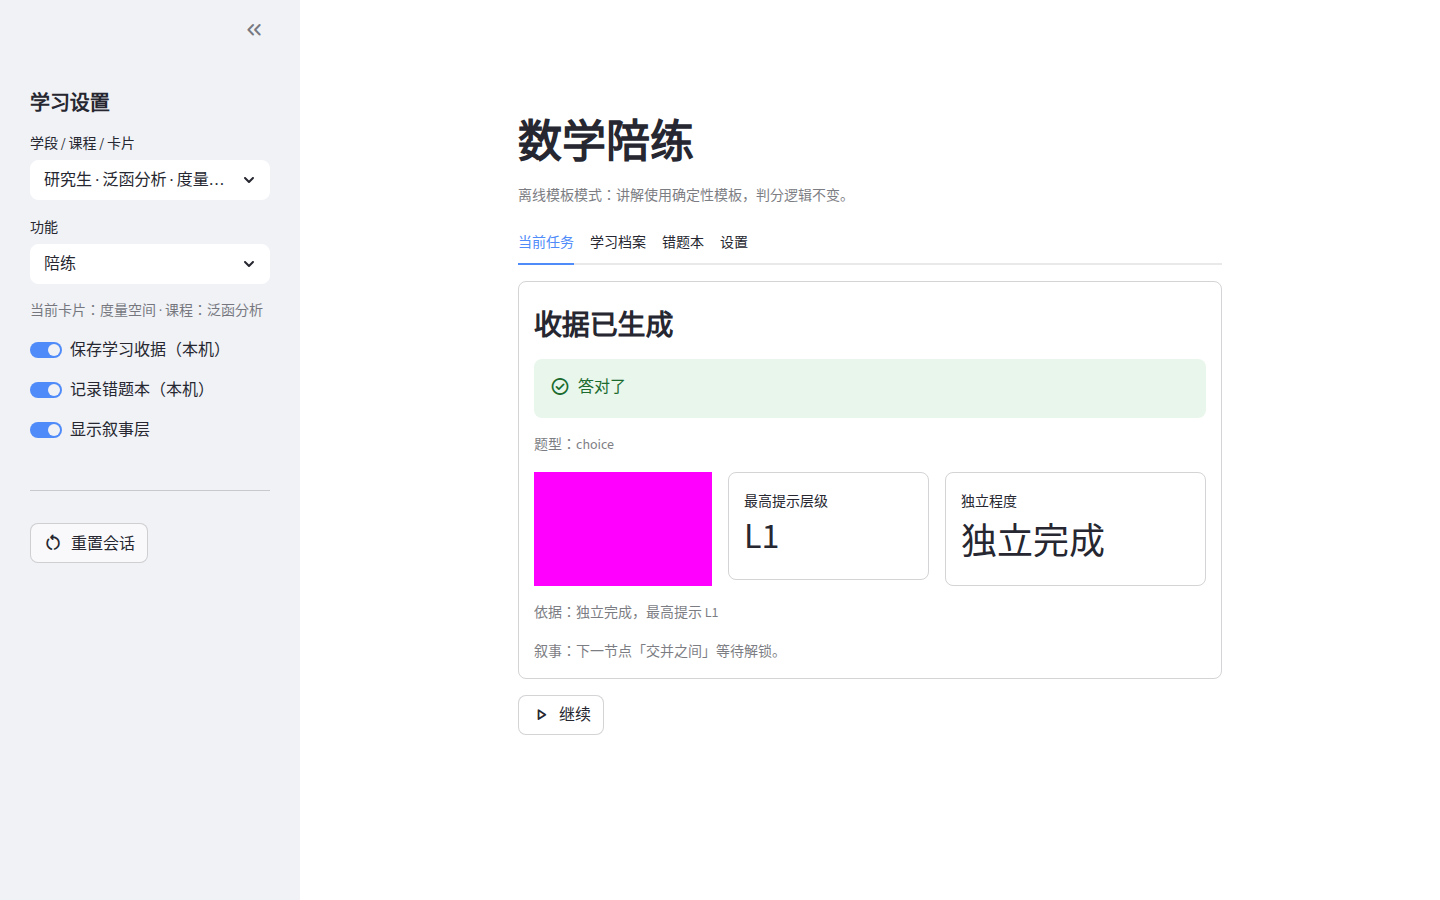 学习设置
学段 / 课程 / 卡片
研究生 · 泛函分析 · 度量...
功能
陪练
当前卡片：度量空间 · 课程：泛函分析
保存学习收据（本机）
记录错题本（本机）
显示叙事层
重置会话
数学陪练
离线模板模式：讲解使用确定性模板，判分逻辑不变。
当前任务 学习档案 错题本 设置
收据已生成
答对了
题型：choice
最高提示层级
L1
独立程度
独立完成
依据：独立完成，最高提示 L1
叙事：下一节点「交并之间」等待解锁。
继续